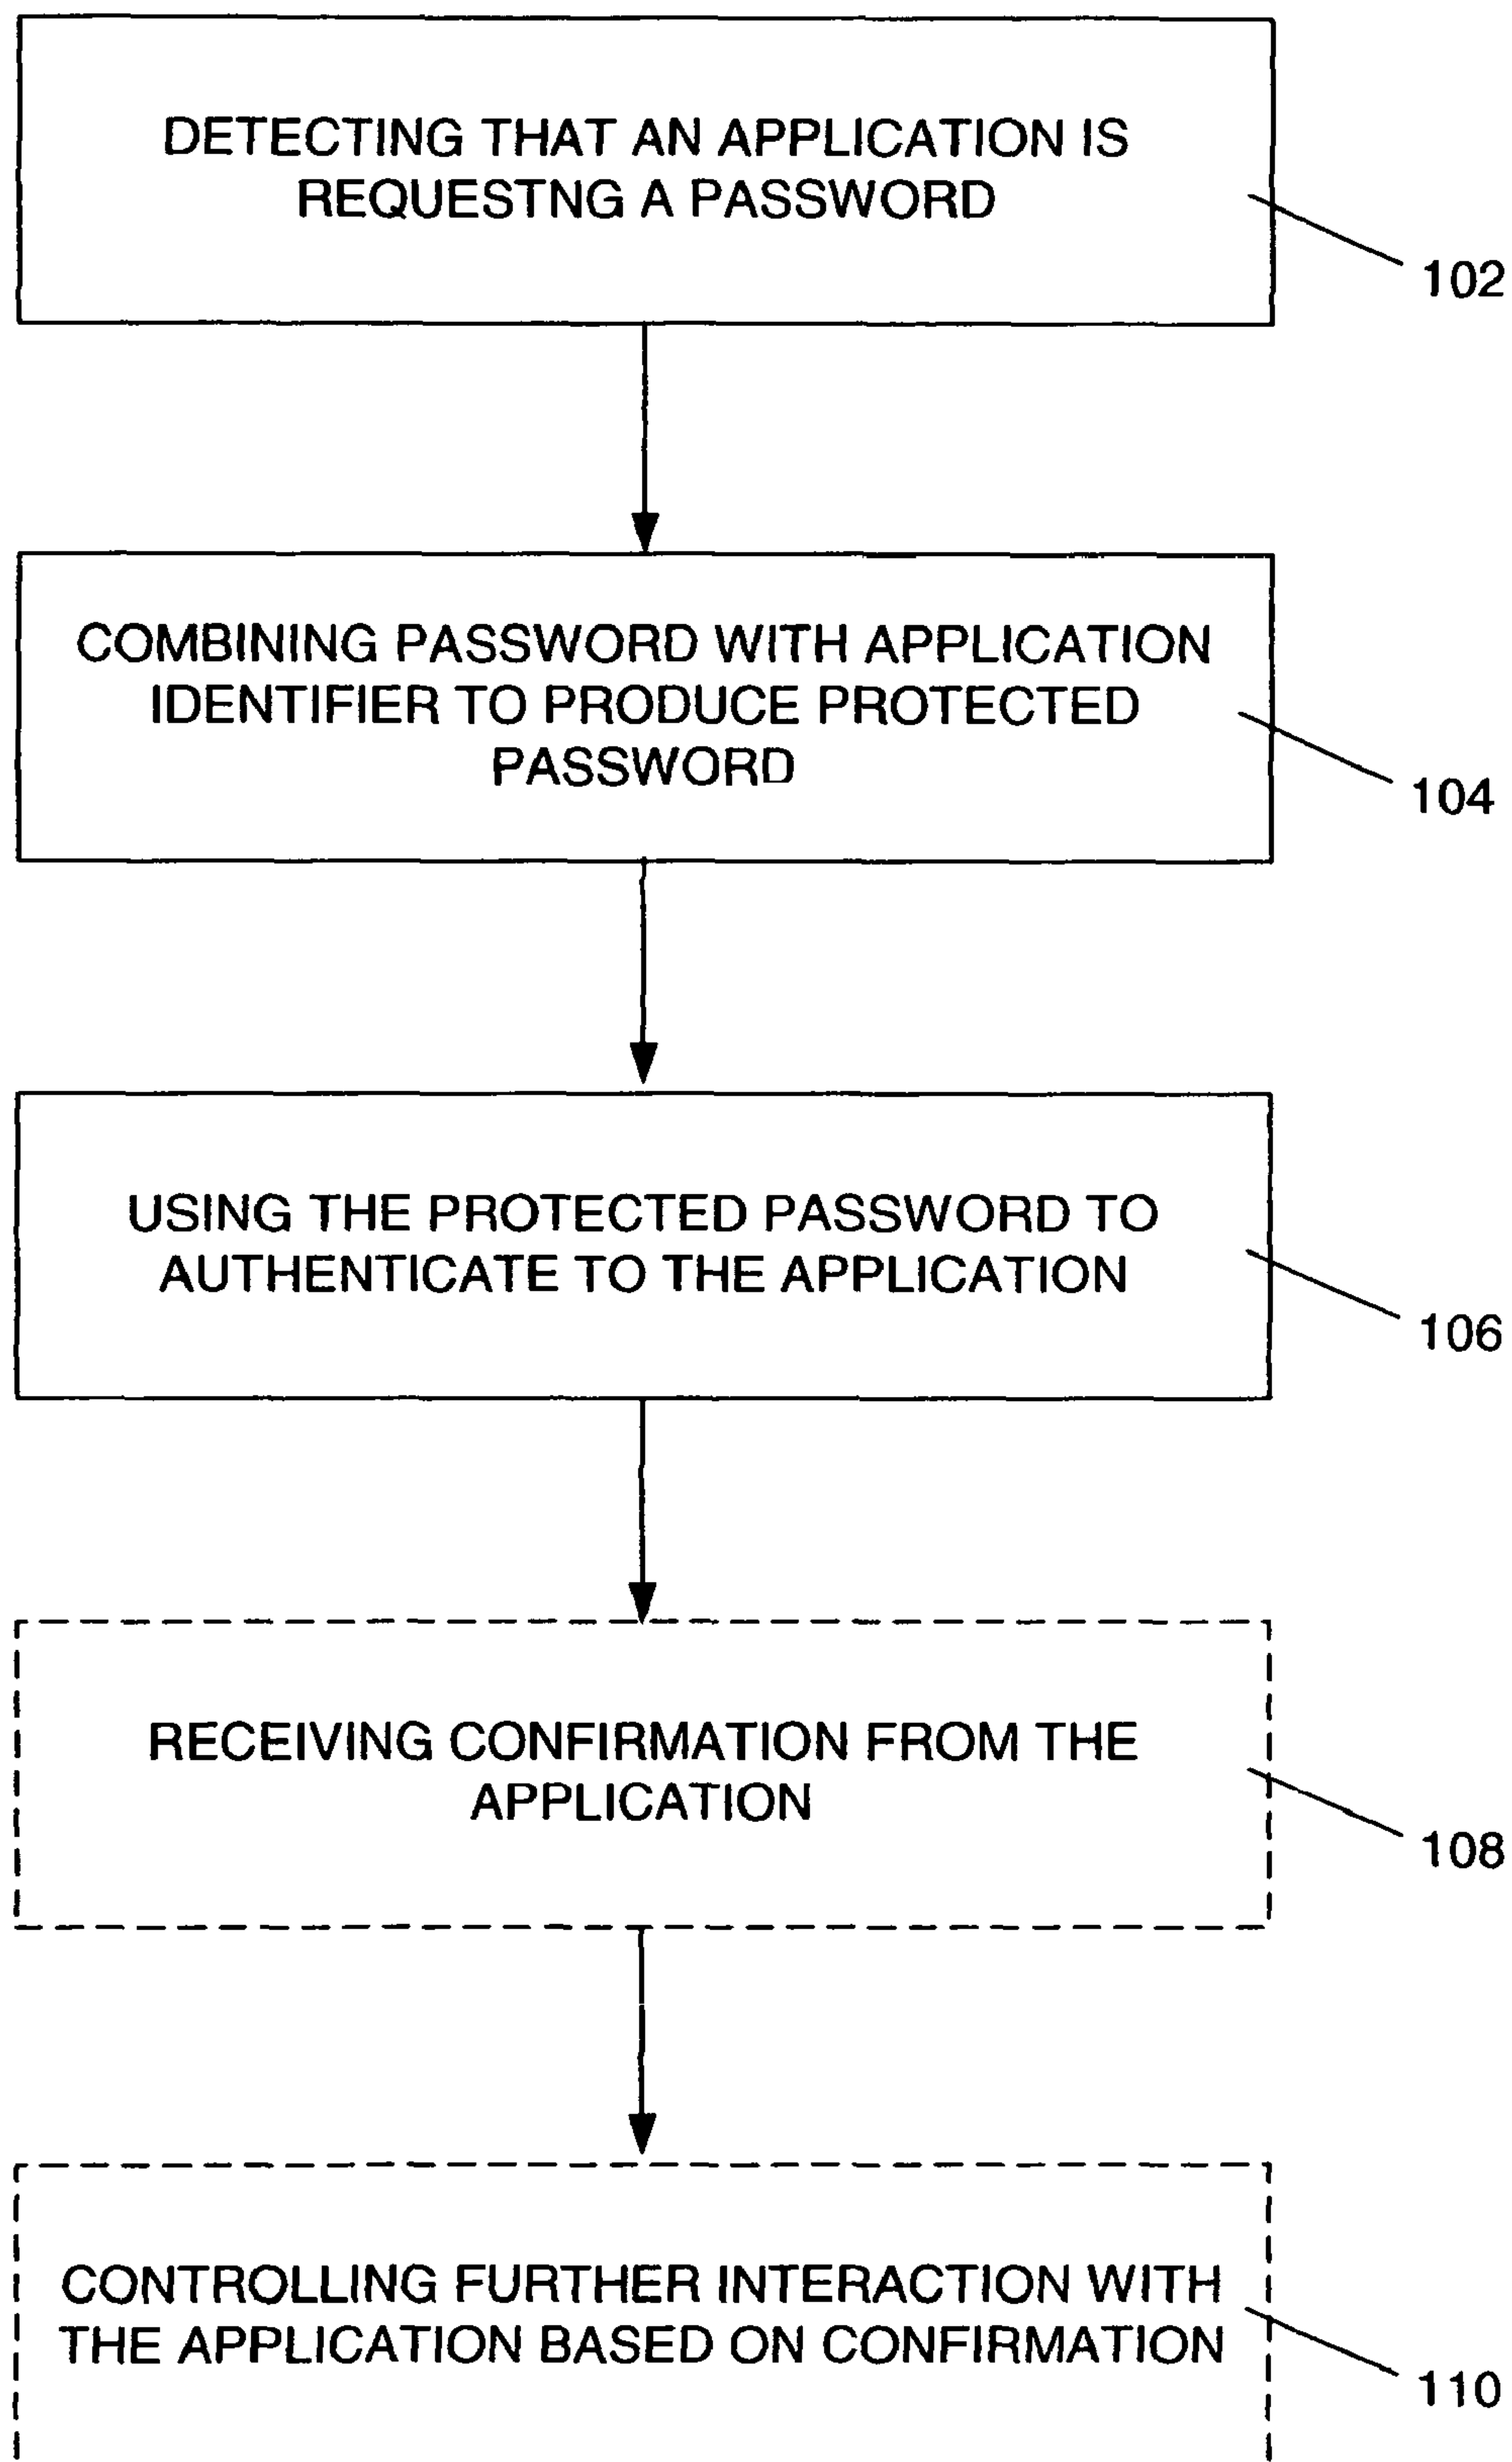 DETECTING THAT AN APPLICATION IS
REQUESTNG A PASSWORD
102
COMBINING PASSWORD WITH APPLICATION
IDENTIFIER TO PRODUCE PROTECTED
PASSWORD
104
USING THE PROTECTED PASSWORD TO
AUTHENTICATE TO THE APPLICATION
106
RECEIVING CONFIRMATION FROM THE
APPLICATION
108
CONTROLLING FURTHER INTERACTION WITH
THE APPLICATION BASED ON CONFIRMATION
110